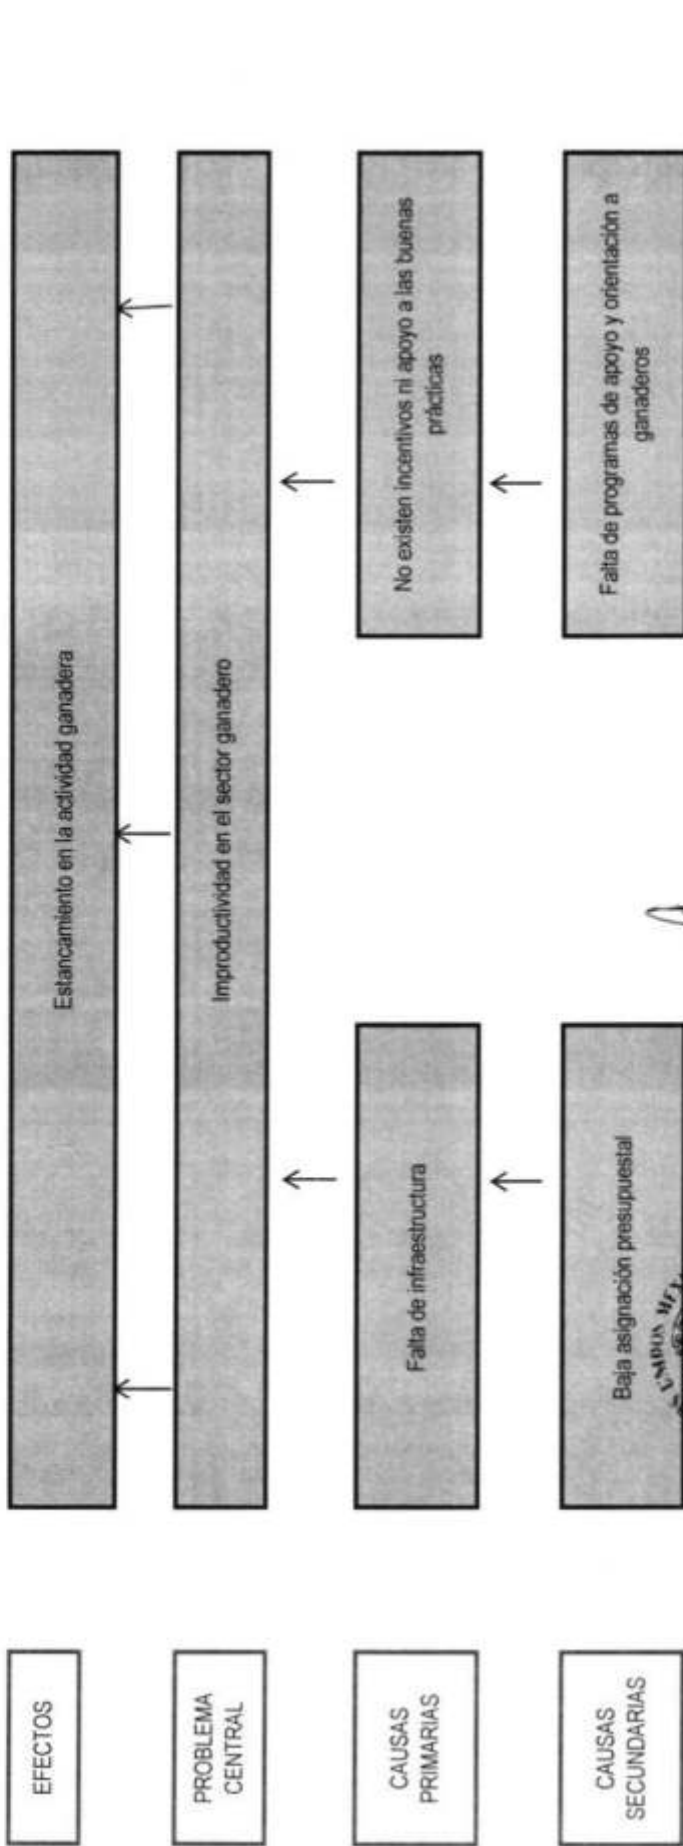 EFECTOS
Estancamiento en la actividad ganadera
PROBLEMA
CENTRAL
Improductividad en el sector ganadero
CAUSAS
PRIMARIAS
Falta de infraestructura
No existen incentivos ni apoyo a las buenas
prácticas
CAUSAS
SECUNDARIAS
Baja asignación presupuestal
Falta de programas de apoyo y orientación a
ganaderos